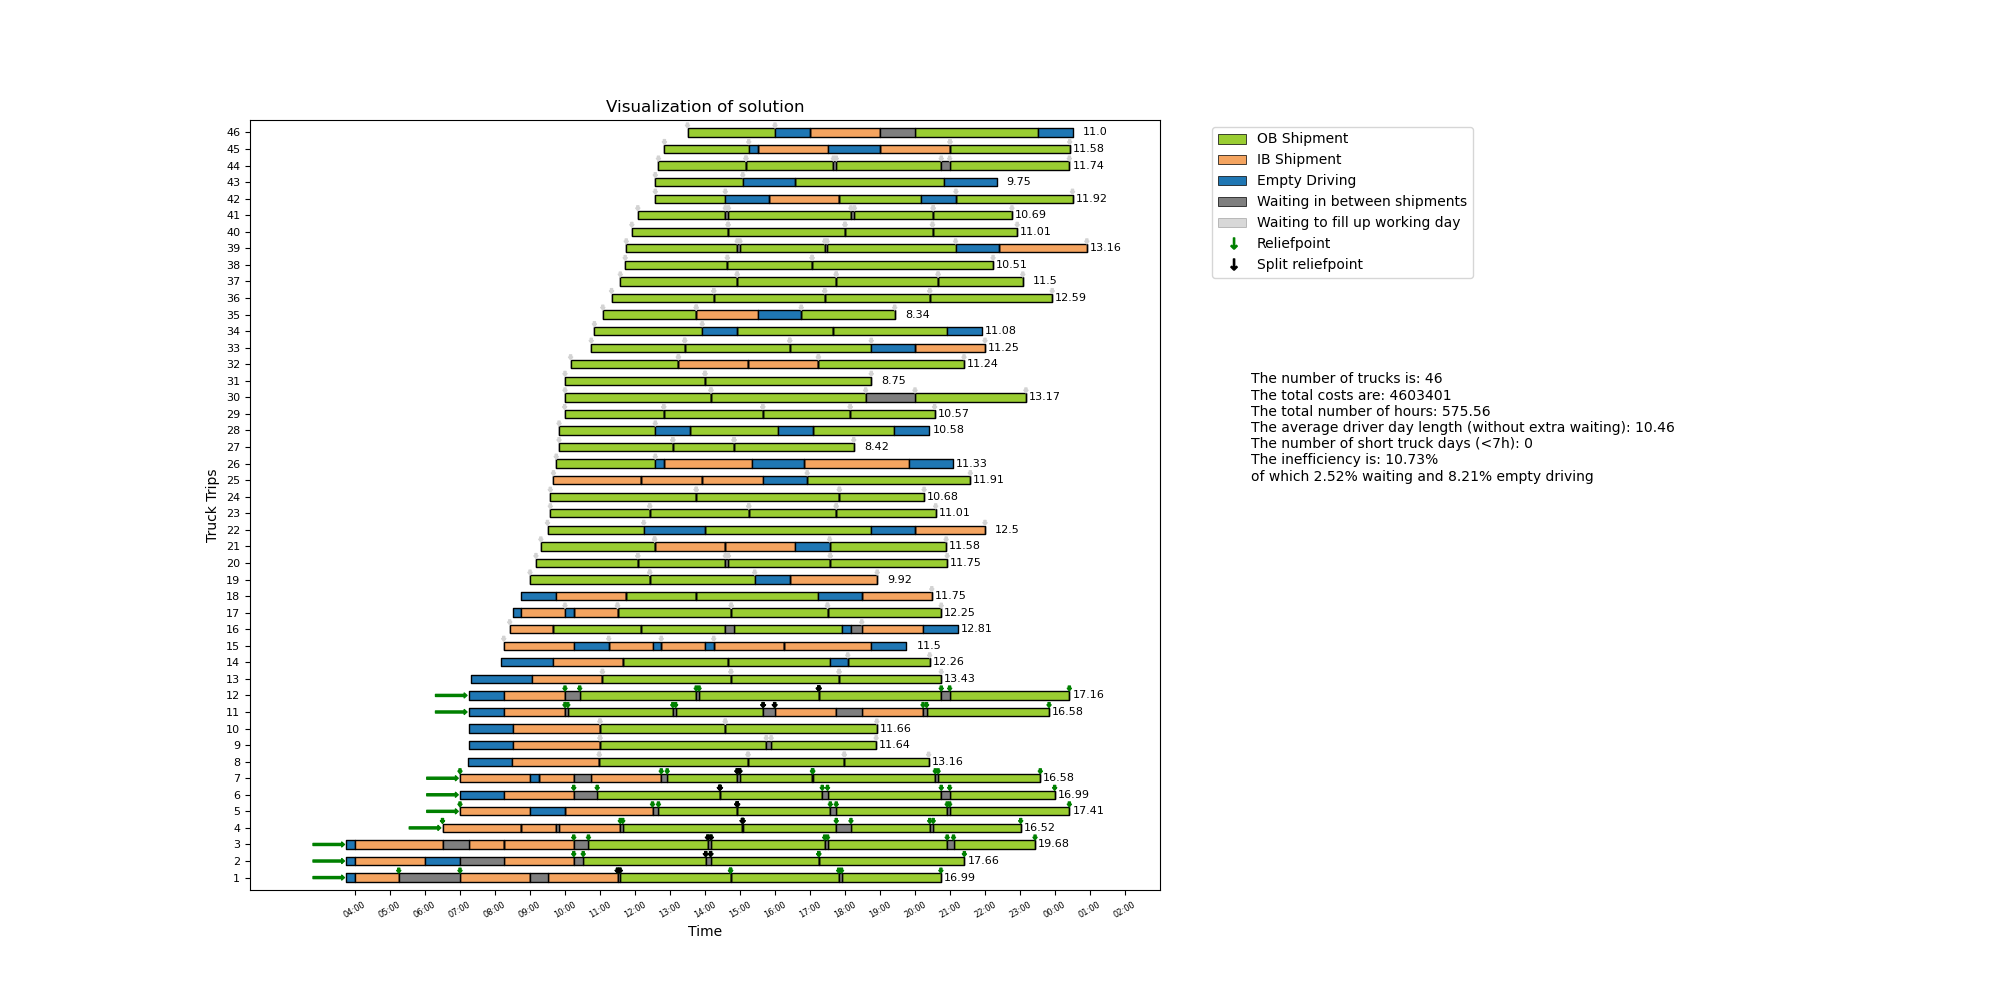 Visualization of solution
Truck Trips
46 11.0
45 11.58
44 11.74
43 9.75
42 11.92
41 10.69
40 11.01
39 13.16
38 10.51
37 11.5
36 12.59
35 8.34
34 11.08
33 11.25
32 11.24
31 8.75
30 13.17
29 10.57
28 10.58
27 8.42
26 11.33
25 11.91
24 10.68
23 11.01
22 12.5
21 11.58
20 11.75
19 9.92
18 11.75
17 12.25
16 12.81
15 11.5
14 12.26
13 13.43
12 17.16
11 16.58
10 11.66
9 11.64
8 13.16
7 16.58
6 16.99
5 17.41
4 16.52
3 19.68
2 17.66
1 16.99
04:00 05:00 06:00 07:00 08:00 09:00 10:00 11:00 12:00 13:00 14:00 15:00 16:00 17:00 18:00 19:00 20:00 21:00 22:00 23:00 00:00 01:00 02:00
Time
OB Shipment
IB Shipment
Empty Driving
Waiting in between shipments
Waiting to fill up working day
Reliefpoint
Split reliefpoint
The number of trucks is: 46
The total costs are: 4603401
The total number of hours: 575.56
The average driver day length (without extra waiting): 10.46
The number of short truck days (<7h): 0
The inefficiency is: 10.73%
of which 2.52% waiting and 8.21% empty driving